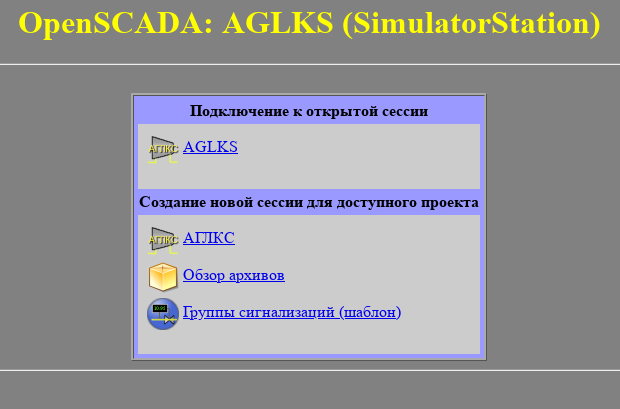 OpenSCADA: AGLKS (SimulatorStation)
Подключение к открытой сессии
АГЛКС AGLKS
Создание новой сессии для доступного проекта
АГЛКС АГЛКС
Обзор архивов
Группы сигнализаций (шаблон)